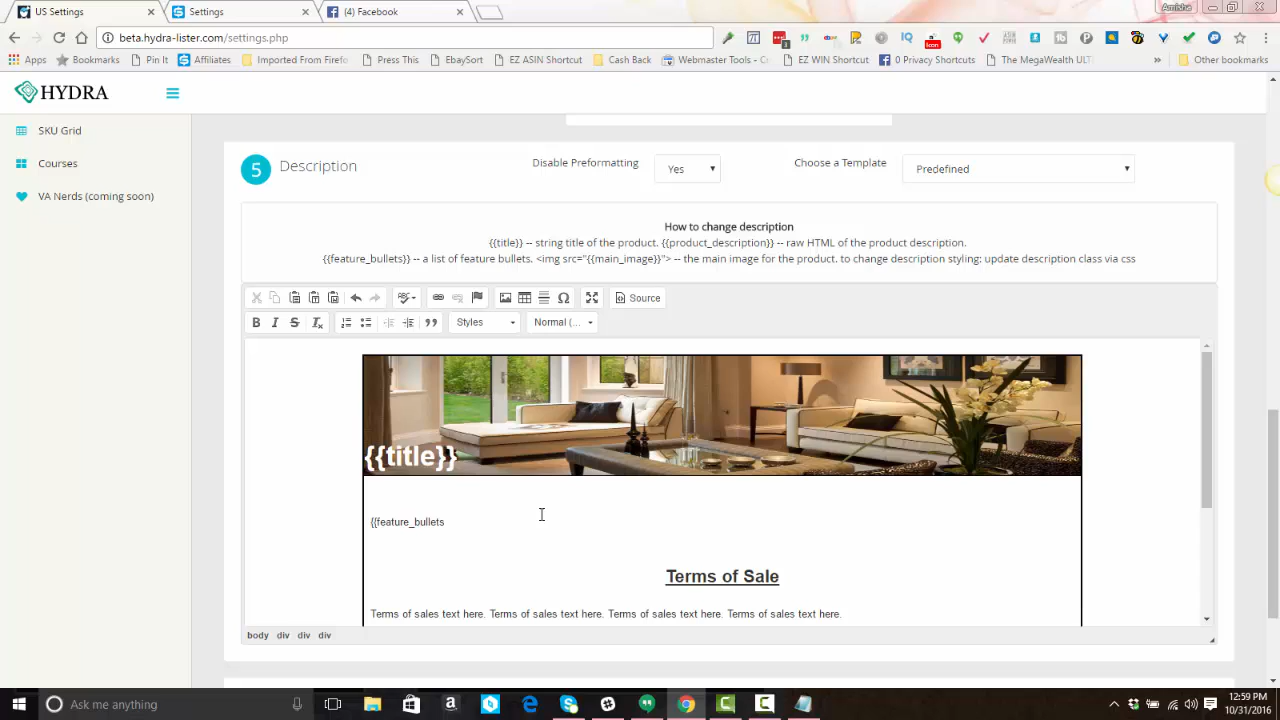 US Settings
Settings
(4) Facebook
Amisha
beta.hydra-lister.com/settings.php
Apps
Bookmarks
Pin It
Affiliates
Imported From Firefo
Press This
EbaySort
EZ ASIN Shortcut
Cash Back
Webmaster Tools - Co
EZ WIN Shortcut
0 Privacy Shortcuts
The MegaWealth ULTI
Other bookmarks
HYDRA
SKU Grid
Courses
VA Nerds (coming soon)
5 Description
Disable Preformatting
Yes
Choose a Template
Predefined
How to change description
{{title}} -- string title of the product. {{product_description}} -- raw HTML of the product description.
{{feature_bullets}} -- a list of feature bullets. <img src="{{main_image}}"> -- the main image for the product. to change description styling: update description class via css
Source
B I S Ix
Styles
Normal (...
{{title}}
{{feature_bullets
Terms of Sale
Terms of sales text here. Terms of sales text here. Terms of sales text here. Terms of sales text here.
body div div div
Ask me anything
12:59 PM
10/31/2016